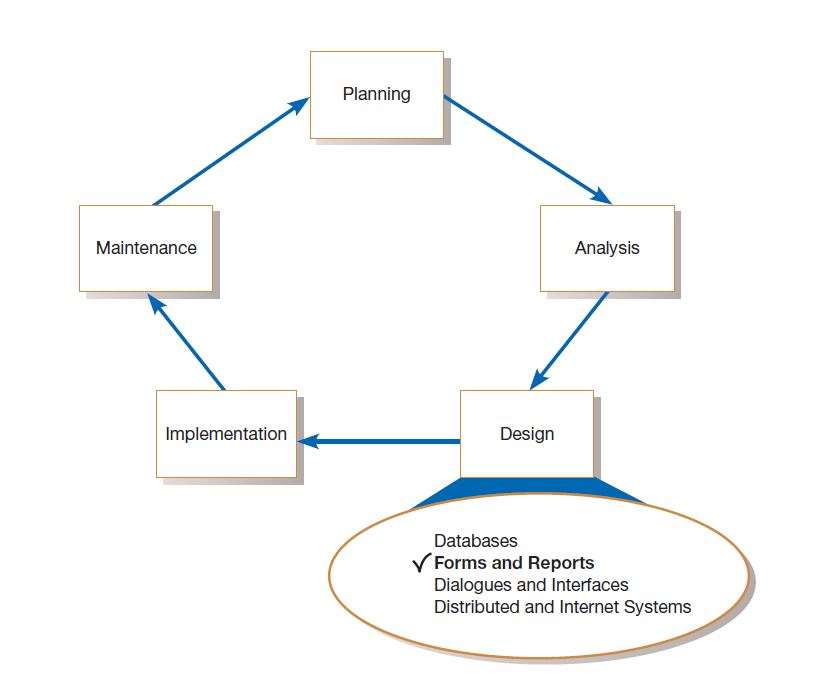 Planning
Maintenance
Analysis
Implementation
Design
Databases
Forms and Reports
Dialogues and Interfaces
Distributed and Internet Systems